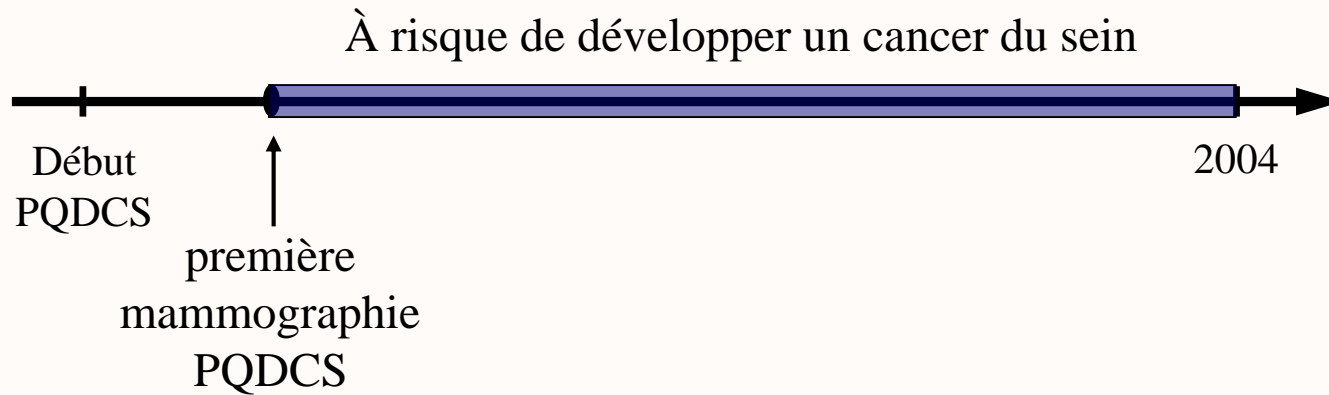 À risque de développer un cancer du sein
Début
PQDCS
2004
première
mammographie
PQDCS